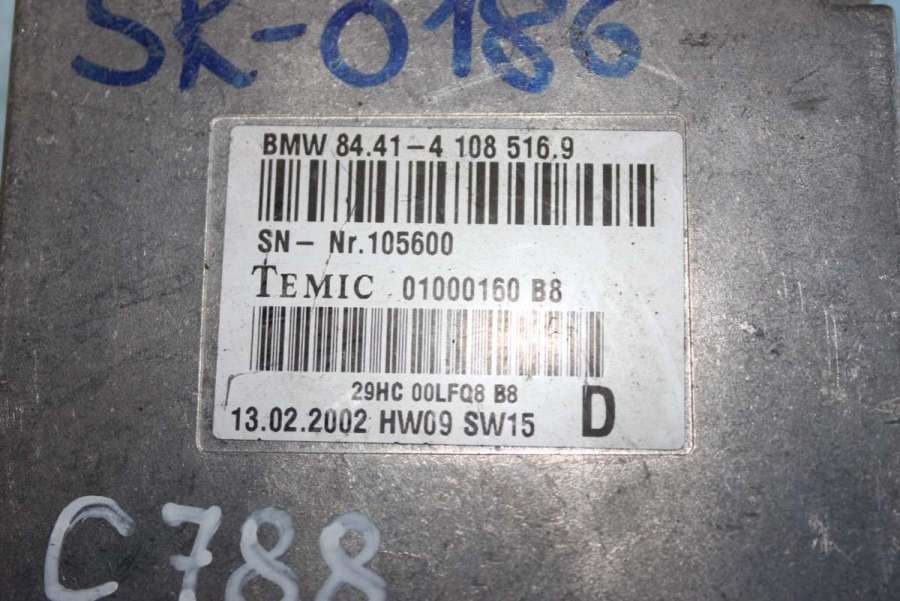 SK-0186
BMW 84.41-4 108 516.9
SN- Nr.105600
TEMIC 01000160 B8
29HC 00LFQ8 B8
13.02.2002 HW09 SW15 D
C788